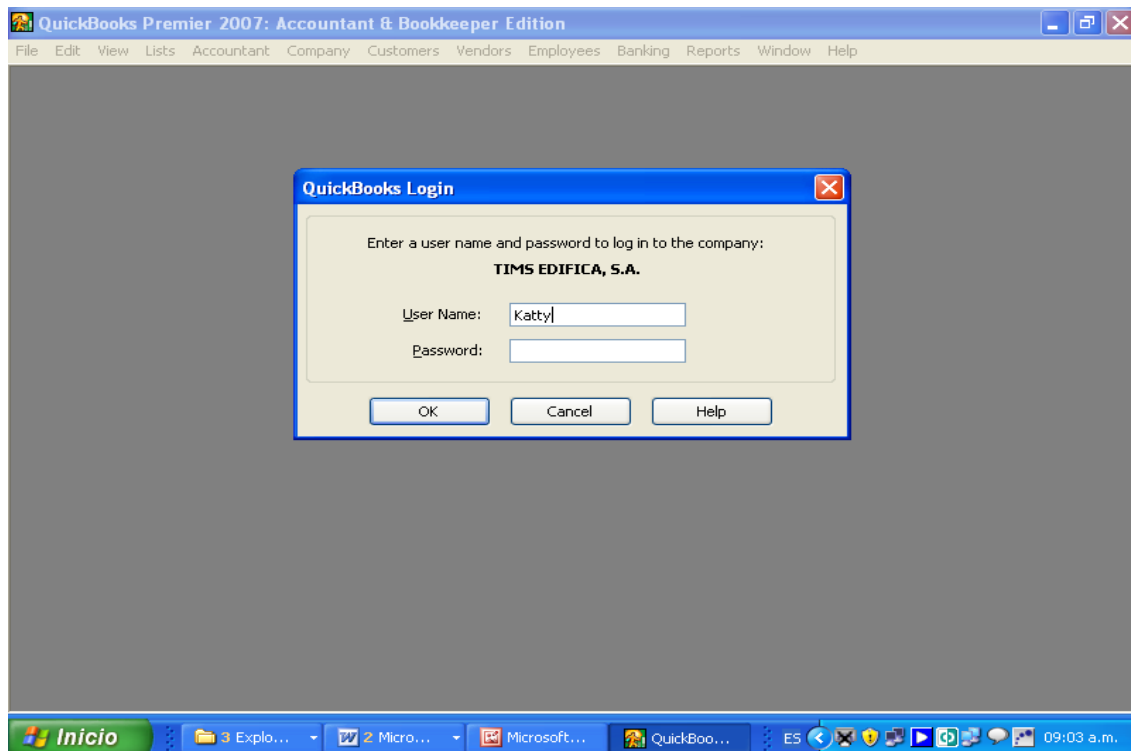 QuickBooks Premier 2007: Accountant & Bookkeeper Edition
File Edit View Lists Accountant Company Customers Vendors Employees Banking Reports Window Help
QuickBooks Login
Enter a user name and password to log in to the company:
TIMS EDIFICA, S.A.
User Name: Katty
Password:
OK Cancel Help
Inicio 3 Explo... 2 Micro... Microsoft... QuickBoo... ES 09:03 a.m.